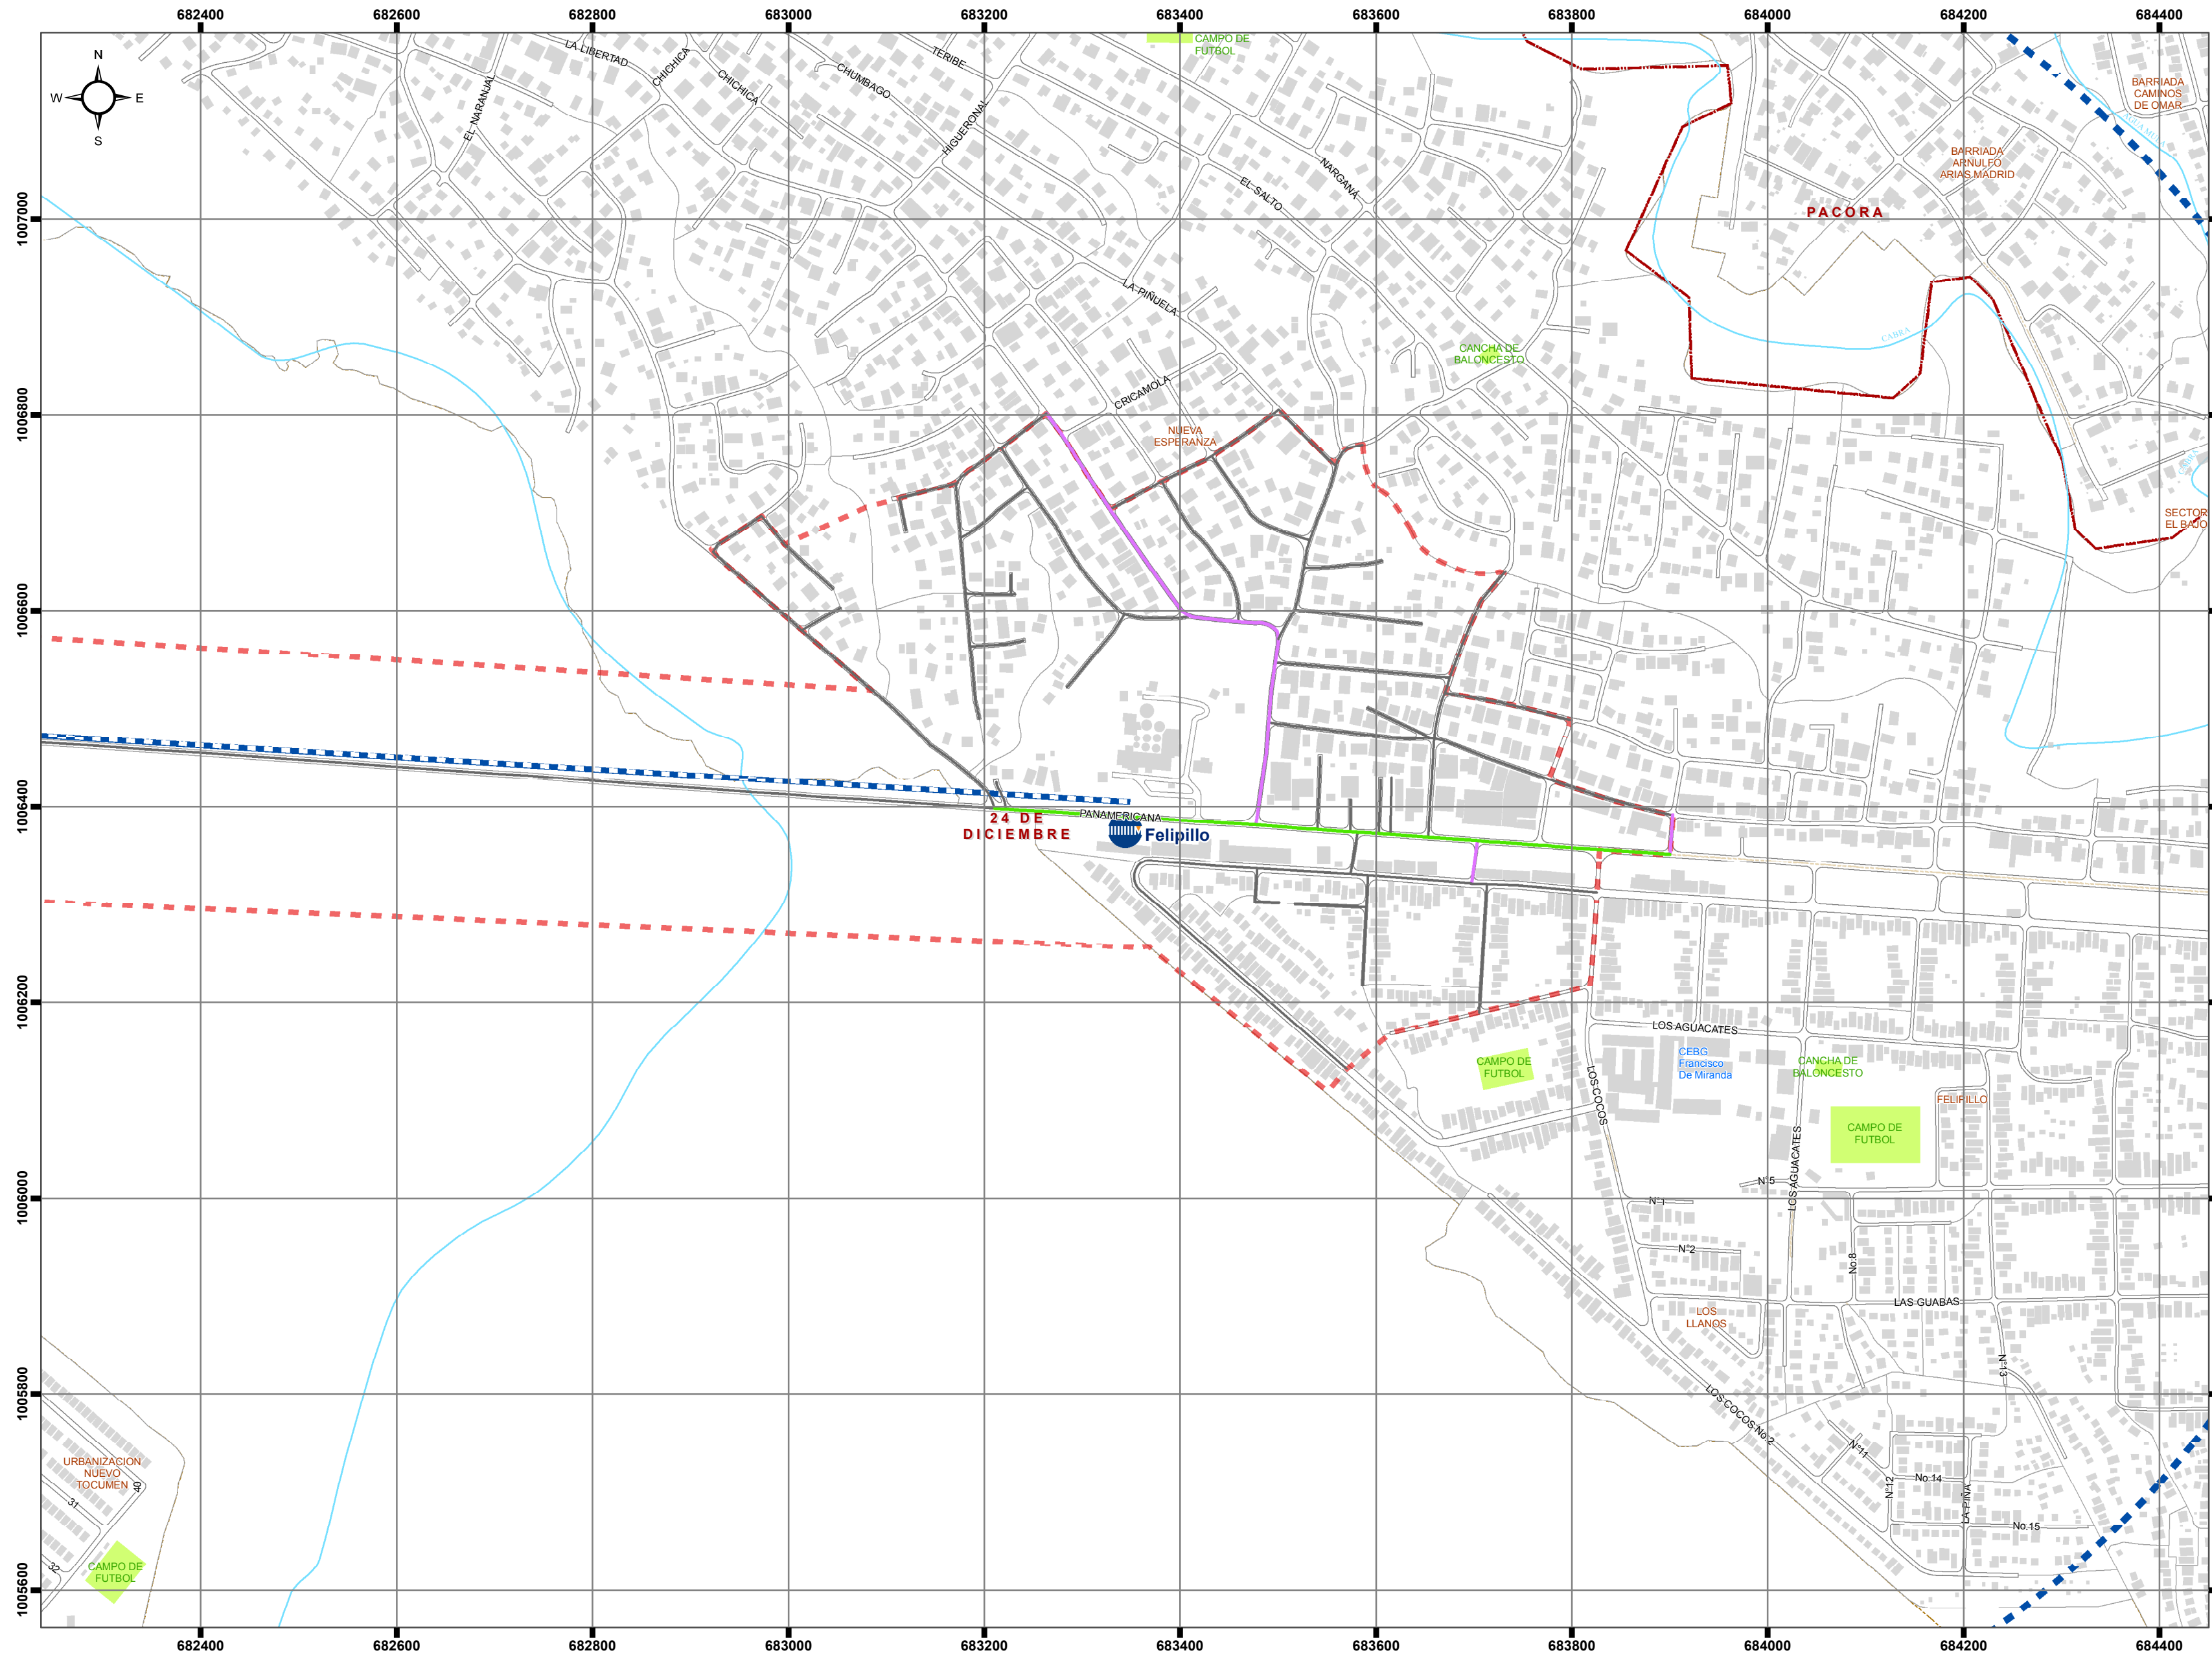 682400 682600 682800 683000 683200 683400 683600 683800 684000 684200 684400
N
W E
S
LA LIBERTAD
CHICHICA
CHICHICA
EL NARANJAL
CHUMBAGO
TERIBE
HIGUERONAL
CAMPO DE
FUTBOL
NARGANÁ
EL SALTO
BARRIADA
CAMINOS
DE OMAR
BARRIADA
ARNULFO
ARIAS MADRID
PACORA
1007000
LA PIÑUELA
CABRA
CANCHA DE
BALONCESTO
CRICAMOLA
1006800
NUEVA
ESPERANZA
CABRA
SECTOR
EL BAJO
1006600
1006400
PANAMERICANA
24 DE
DICIEMBRE
Felipillo
1006200
LOS AGUACATES
CAMPO DE
FUTBOL
CEBG
Francisco
De Miranda
CANCHA DE
BALONCESTO
LOS COCOS
FELIPILLO
CAMPO DE
FUTBOL
LOS AGUACATES
N°5
N°1
1006000
N°2
No.8
LAS GUABAS
LOS
LLANOS
N°13
1005800
LOS COCOS No.2
N°11
URBANIZACION
NUEVO
TOCUMEN
40
31
N°12
No.14
LA PIÑA
No.15
32
CAMPO DE
FUTBOL
1005600
682400 682600 682800 683000 683200 683400 683600 683800 684000 684200 684400